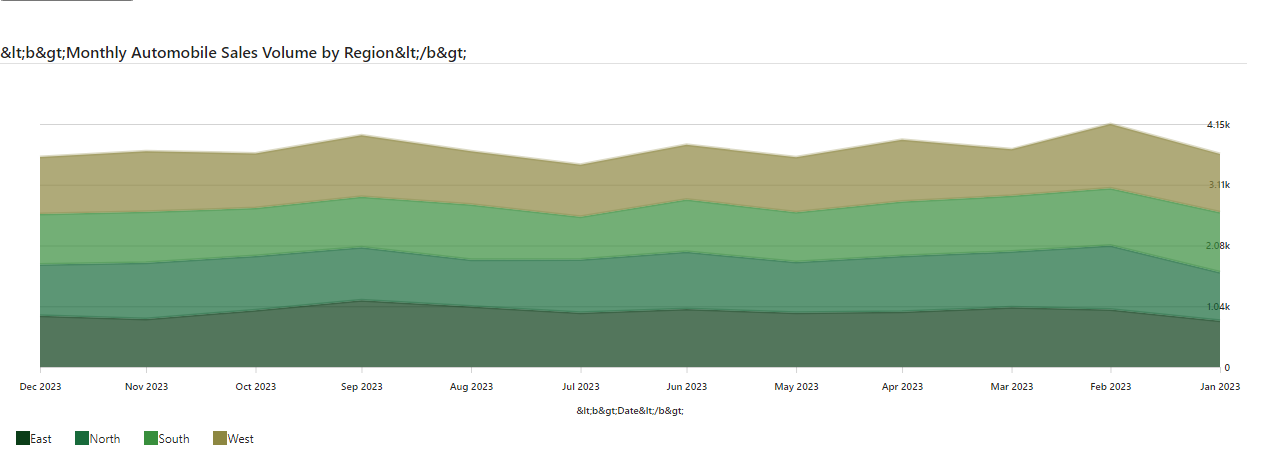 &lt;b&gt;Monthly Automobile Sales Volume by Region&lt;/b&gt;
4.15k
3.11k
2.08k
1.04k
0
Dec 2023 Nov 2023 Oct 2023 Sep 2023 Aug 2023 Jul 2023 Jun 2023 May 2023 Apr 2023 Mar 2023 Feb 2023 Jan 2023
&lt;b&gt;Date&lt;/b&gt;
East North South West